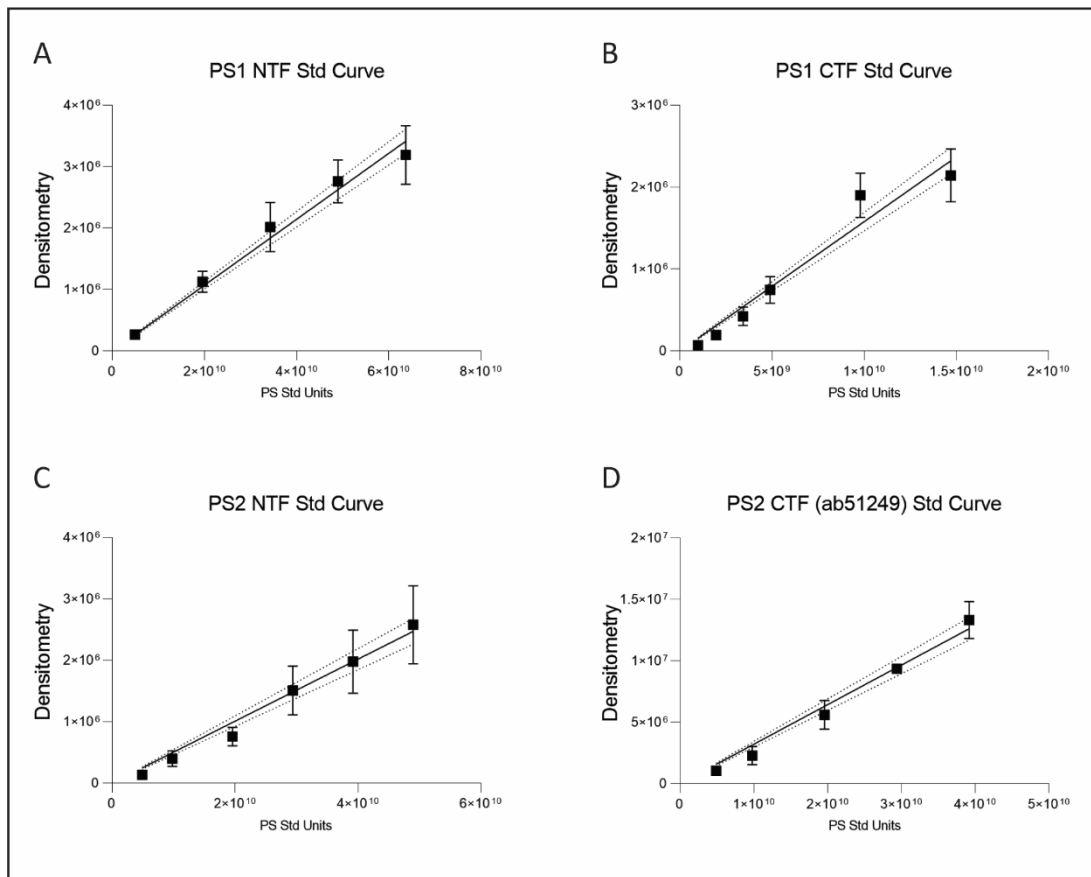 A
PS1 NTF Std Curve
4×10⁶
3×10⁶
2×10⁶
1×10⁶
0
Densitometry
0 2×10¹⁰ 4×10¹⁰ 6×10¹⁰ 8×10¹⁰
PS Std Units
B
PS1 CTF Std Curve
3×10⁶
2×10⁶
1×10⁶
0
Densitometry
0 5×10⁹ 1×10¹⁰ 1.5×10¹⁰ 2×10¹⁰
PS Std Units
C
PS2 NTF Std Curve
4×10⁶
3×10⁶
2×10⁶
1×10⁶
0
Densitometry
0 2×10¹⁰ 4×10¹⁰ 6×10¹⁰
PS Std Units
D
PS2 CTF (ab51249) Std Curve
2×10⁷
1.5×10⁷
1×10⁷
5×10⁶
0
Densitometry
0 1×10¹⁰ 2×10¹⁰ 3×10¹⁰ 4×10¹⁰ 5×10¹⁰
PS Std Units